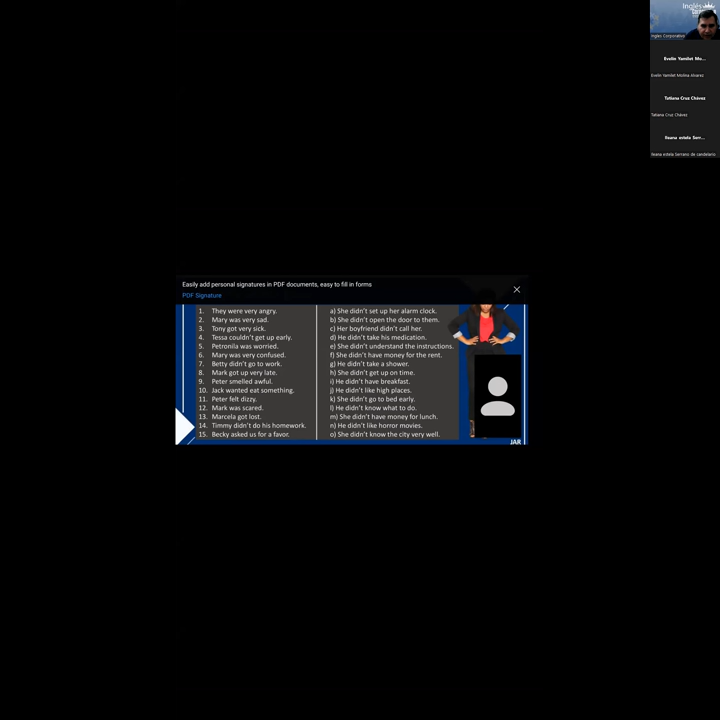 Inglés
Inglés Corporativo
Evelin Yamilet Mo...
Evelin Yamilet Molina Alvarez
Tatiana Cruz Chávez
Tatiana Cruz Chávez
Ileana estela Serr...
Ileana estela Serrano de candelario
Easily add personal signatures in PDF documents, easy to fill in forms
PDF Signature
1. They were very angry.
2. Mary was very sad.
3. Tony got very sick.
4. Tessa couldn't get up early.
5. Petronila was worried.
6. Mary was very confused.
7. Betty didn't go to work.
8. Mark got up very late.
9. Peter smelled awful.
10. Jack wanted eat something.
11. Peter felt dizzy.
12. Mark was scared.
13. Marcela got lost.
14. Timmy didn't do his homework.
15. Becky asked us for a favor.
a) She didn't set up her alarm clock.
b) She didn't open the door to them.
c) Her boyfriend didn't call her.
d) He didn't take his medication.
e) She didn't understand the instructions.
f) She didn't have money for the rent.
g) He didn't take a shower.
h) She didn't get up on time.
i) He didn't have breakfast.
j) He didn't like high places.
k) She didn't go to bed early.
l) He didn't know what to do.
m) She didn't have money for lunch.
n) He didn't like horror movies.
o) She didn't know the city very well.
JAR